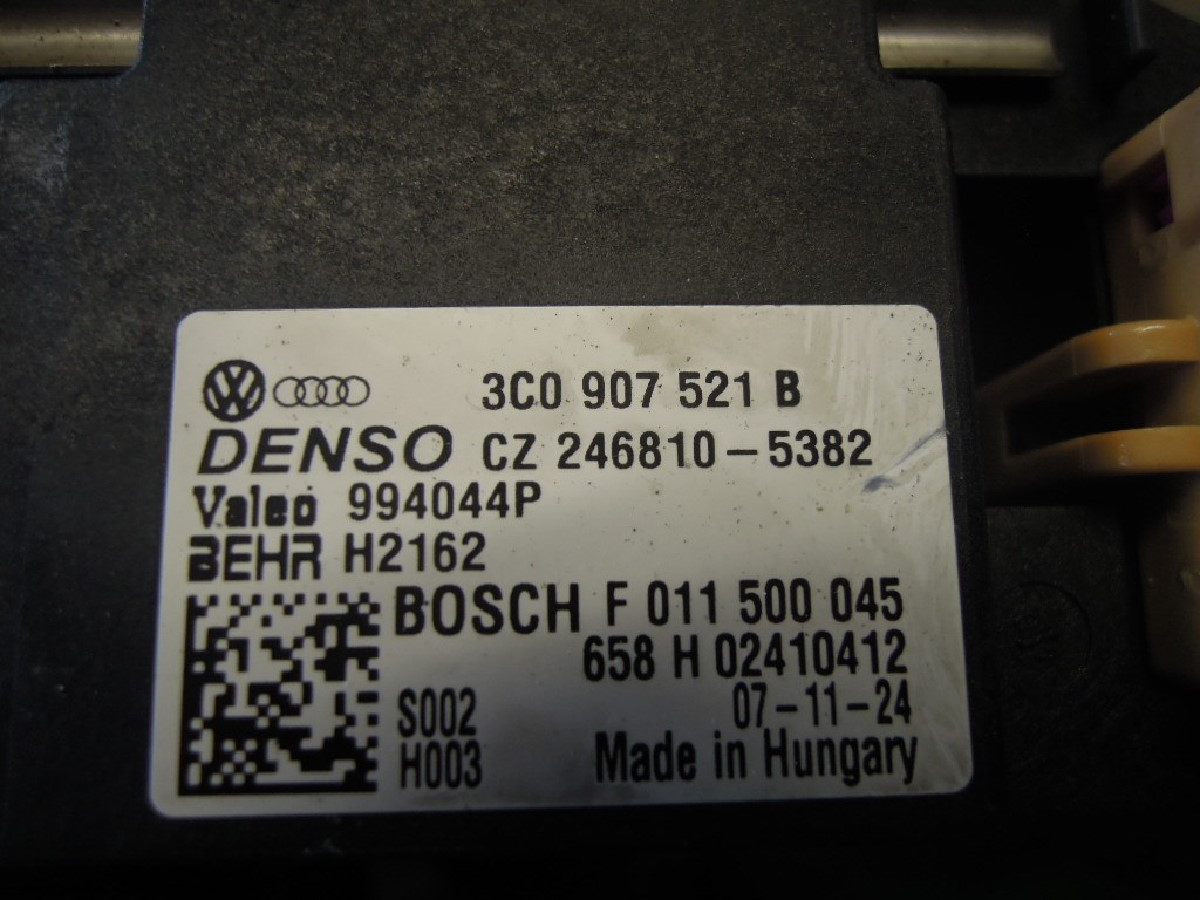 3C0 907 521 B
DENSO CZ 246810-5382
Valeo 994044P
BEHR H2162
BOSCH F 011 500 045
658 H 02410412
S002 07-11-24
H003 Made in Hungary